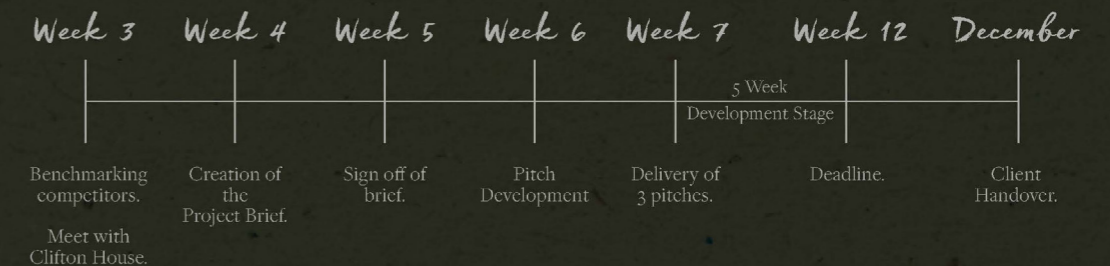 Week 3
Week 4
Week 5
Week 6
Week 7
Week 12
December
5 Week
Development Stage
Benchmarking
competitors.
Meet with
Clifton House.
Creation of
the
Project Brief.
Sign off of
brief.
Pitch
Development
Delivery of
3 pitches.
Deadline.
Client
Handover.